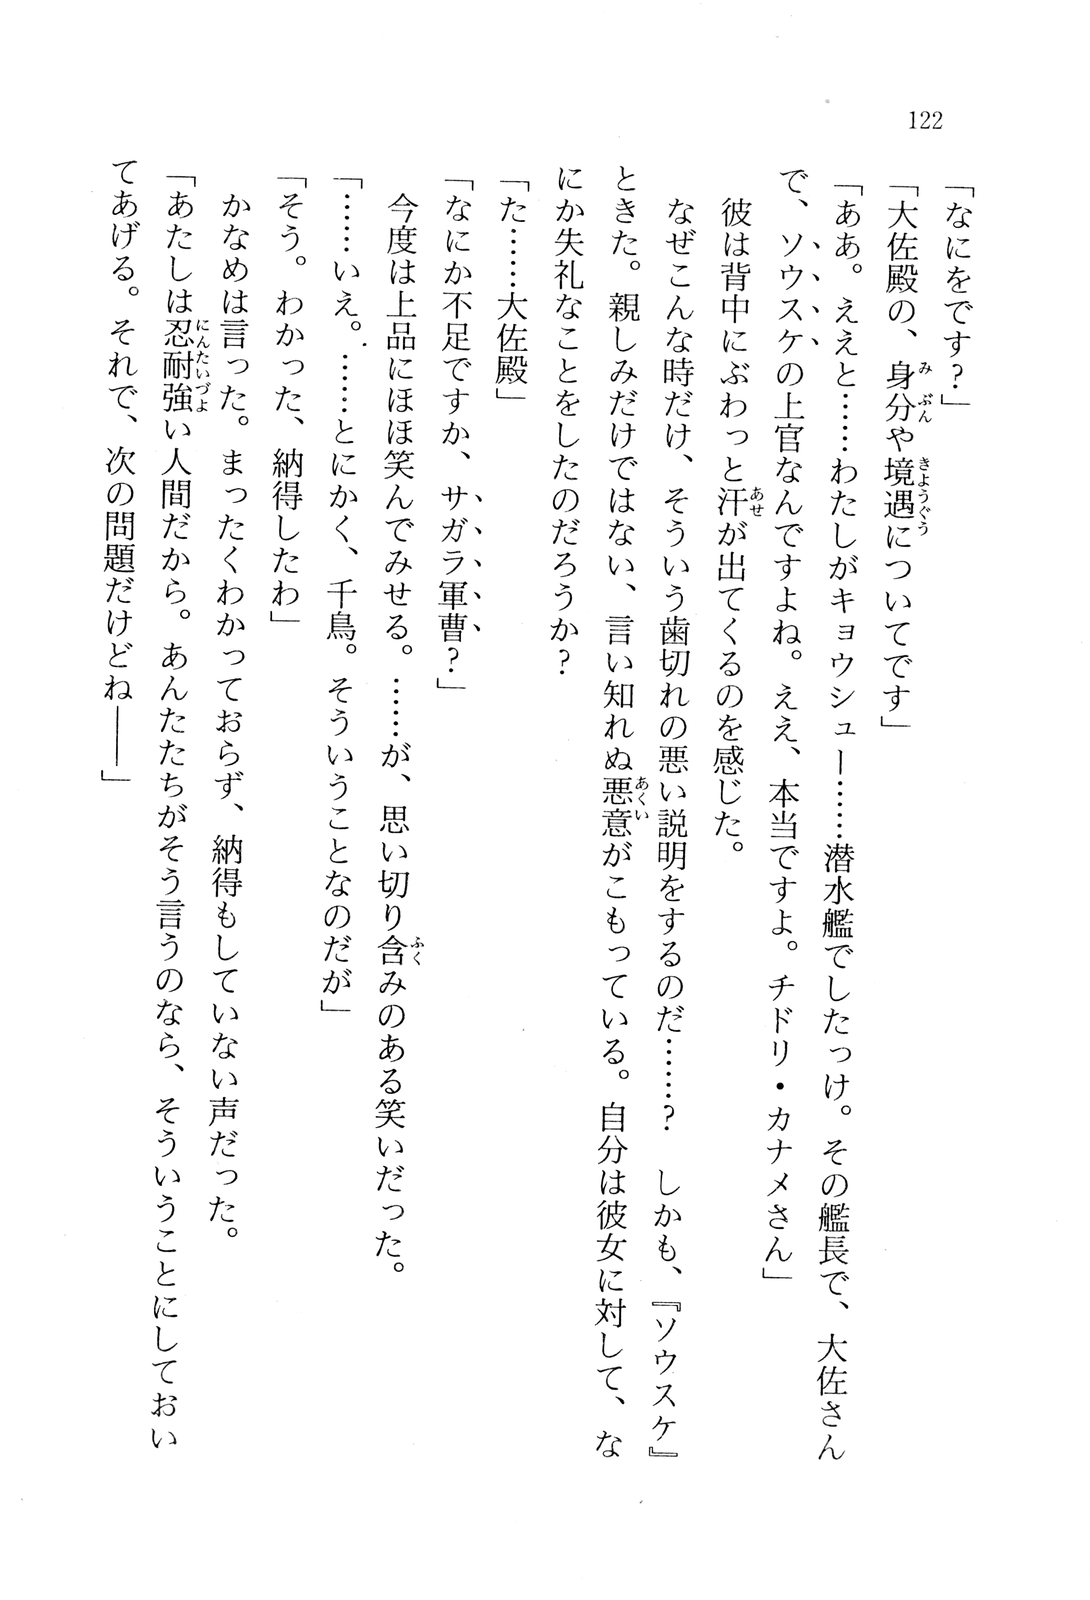 122
「なにをです?」
「大佐殿の、身分や境遇についてです」
「ああ。ええと……わたしがキョウシュー……潜水艦でしたっけ。その艦長で、大佐さん
で、ソウスケの上官なんですよね。ええ、本当ですよ。チドリ・カナメさん」
　彼は背中にぶわっと汗が出てくるのを感じた。
　なぜこんな時だけ、そういう歯切れの悪い説明をするのだ……?　しかも、『ソウスケ』
ときた。親しみだけではない、言い知れぬ悪意がこもっている。自分は彼女に対して、な
にか失礼なことをしたのだろうか?
「た……大佐殿」
「なにか不足ですか、サガラ軍曹?」
　今度は上品にほほ笑んでみせる。……が、思い切り含みのある笑いだった。
「……いえ。……とにかく、千鳥。そういうことなのだが」
「そう。わかった、納得したわ」
　かなめは言った。まったくわかっておらず、納得もしていない声だった。
「あたしは忍耐強い人間だから。あんたたちがそう言うのなら、そういうことにしておい
てあげる。それで、次の問題だけどね――」